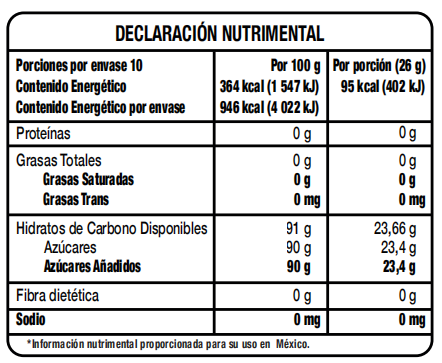 DECLARACIÓN NUTRIMENTAL
Porciones por envase 10 Por 100 g Por porción (26 g)
Contenido Energético 364 kcal (1 547 kJ) 95 kcal (402 kJ)
Contenido Energético por envase 946 kcal (4 022 kJ)
Proteínas 0 g 0 g
Grasas Totales 0 g 0 g
Grasas Saturadas 0 g 0 g
Grasas Trans 0 mg 0 mg
Hidratos de Carbono Disponibles 91 g 23,66 g
Azúcares 90 g 23,4 g
Azúcares Añadidos 90 g 23,4 g
Fibra dietética 0 g 0 g
Sodio 0 mg 0 mg
*Información nutrimental proporcionada para su uso en México.